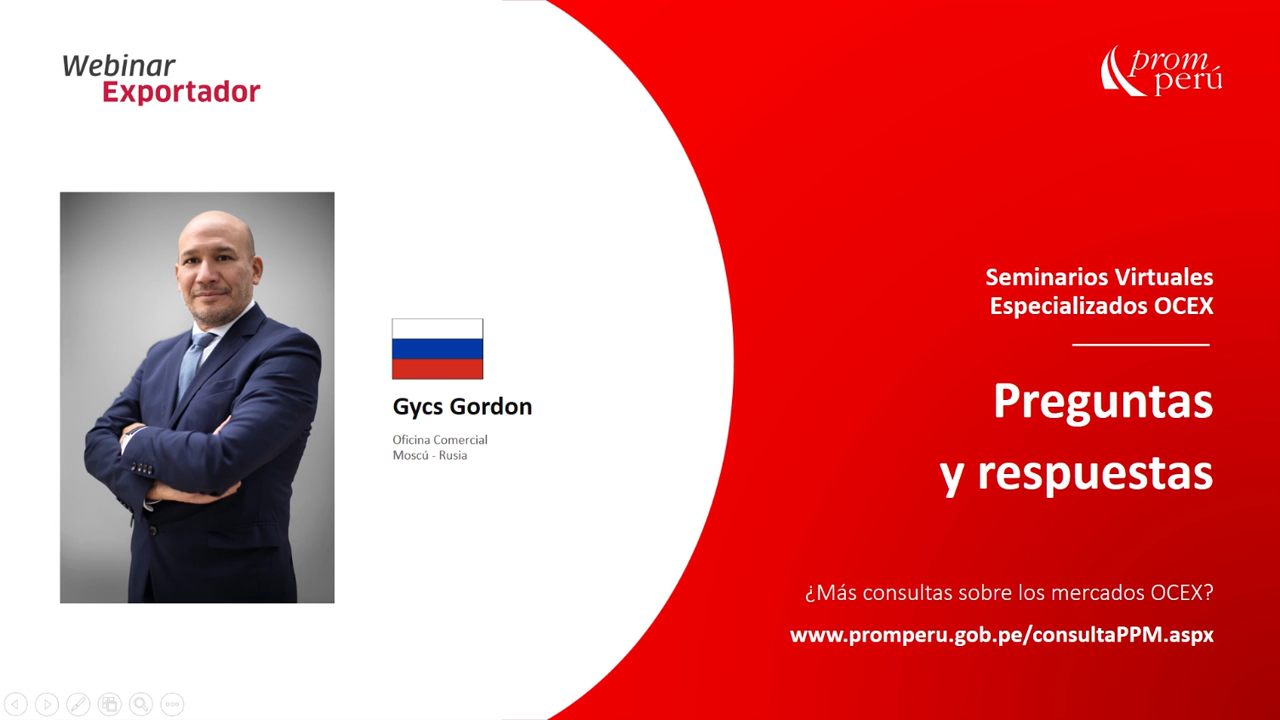 Webinar
Exportador
prom
perú
Gycs Gordon
Oficina Comercial
Moscú - Rusia
Seminarios Virtuales
Especializados OCEX
Preguntas
y respuestas
¿Más consultas sobre los mercados OCEX?
www.promperu.gob.pe/consultaPPM.aspx